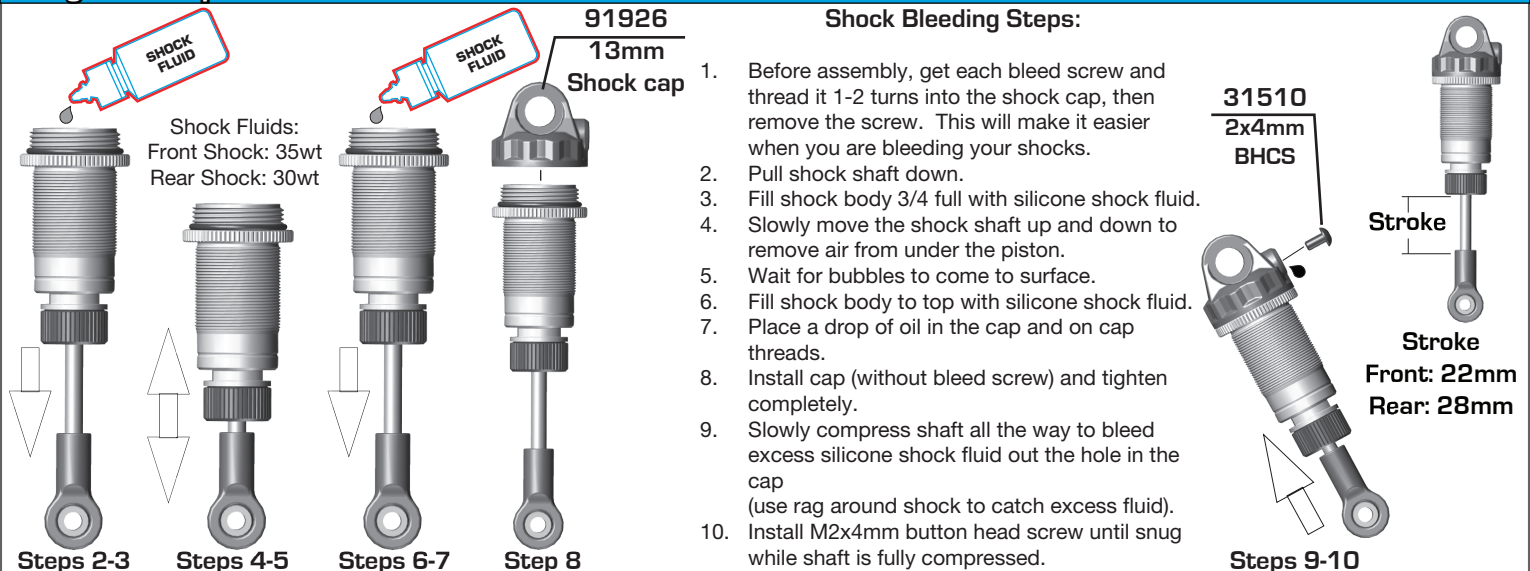 SHOCK
FLUID
Shock Fluids:
Front Shock: 35wt
Rear Shock: 30wt
SHOCK
FLUID
91926
13mm
Shock cap
Steps 2-3
Steps 4-5
Steps 6-7
Step 8
Shock Bleeding Steps:
1. Before assembly, get each bleed screw and
thread it 1-2 turns into the shock cap, then
remove the screw. This will make it easier
when you are bleeding your shocks.
2. Pull shock shaft down.
3. Fill shock body 3/4 full with silicone shock fluid.
4. Slowly move the shock shaft up and down to
remove air from under the piston.
5. Wait for bubbles to come to surface.
6. Fill shock body to top with silicone shock fluid.
7. Place a drop of oil in the cap and on cap
threads.
8. Install cap (without bleed screw) and tighten
completely.
9. Slowly compress shaft all the way to bleed
excess silicone shock fluid out the hole in the
cap
(use rag around shock to catch excess fluid).
10. Install M2x4mm button head screw until snug
while shaft is fully compressed.
31510
2x4mm
BHCS
Steps 9-10
Stroke
Stroke
Front: 22mm
Rear: 28mm